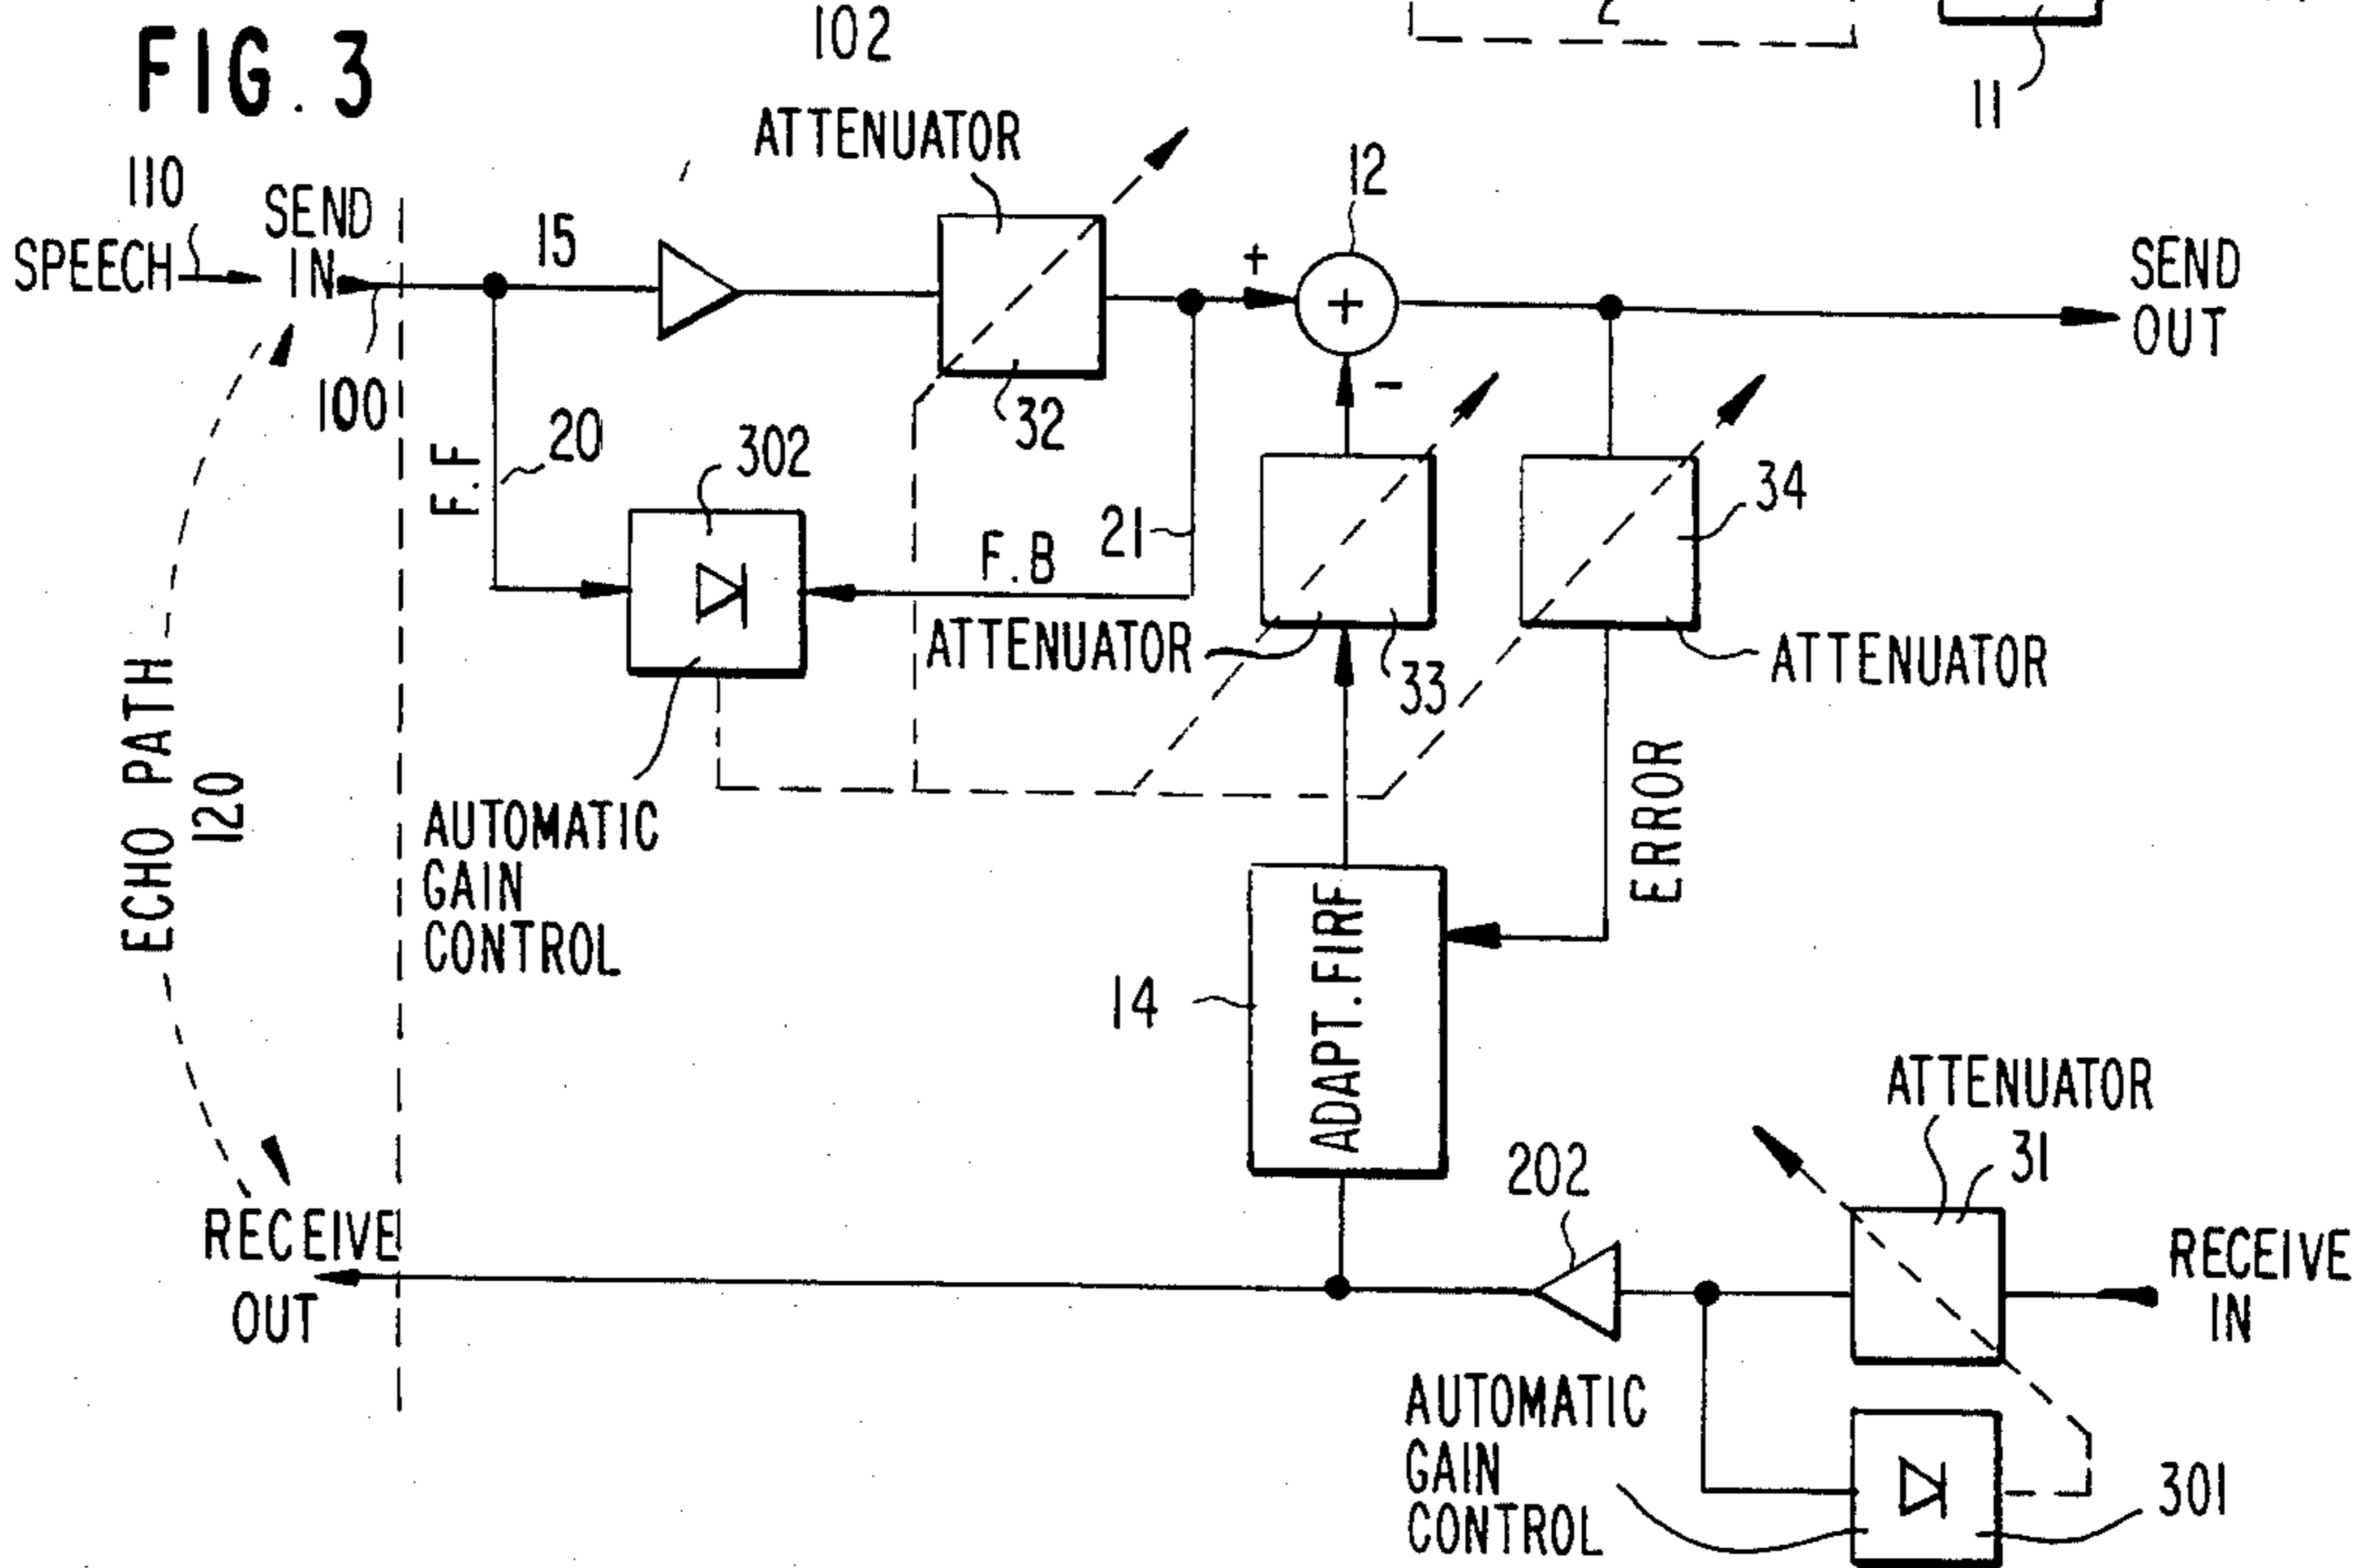 FIG. 3
102
2
11
ATTENUATOR
110
SEND
IN
SPEECH
15
12
+
+
SEND
OUT
100
32
-
F.F
20
302
34
21
F.B
ATTENUATOR
33
ATTENUATOR
ECHO PATH
120
ERROR
AUTOMATIC
GAIN
CONTROL
14
ADAPT.FIRF
ATTENUATOR
31
202
RECEIVE
OUT
RECEIVE
IN
AUTOMATIC
GAIN
CONTROL
301